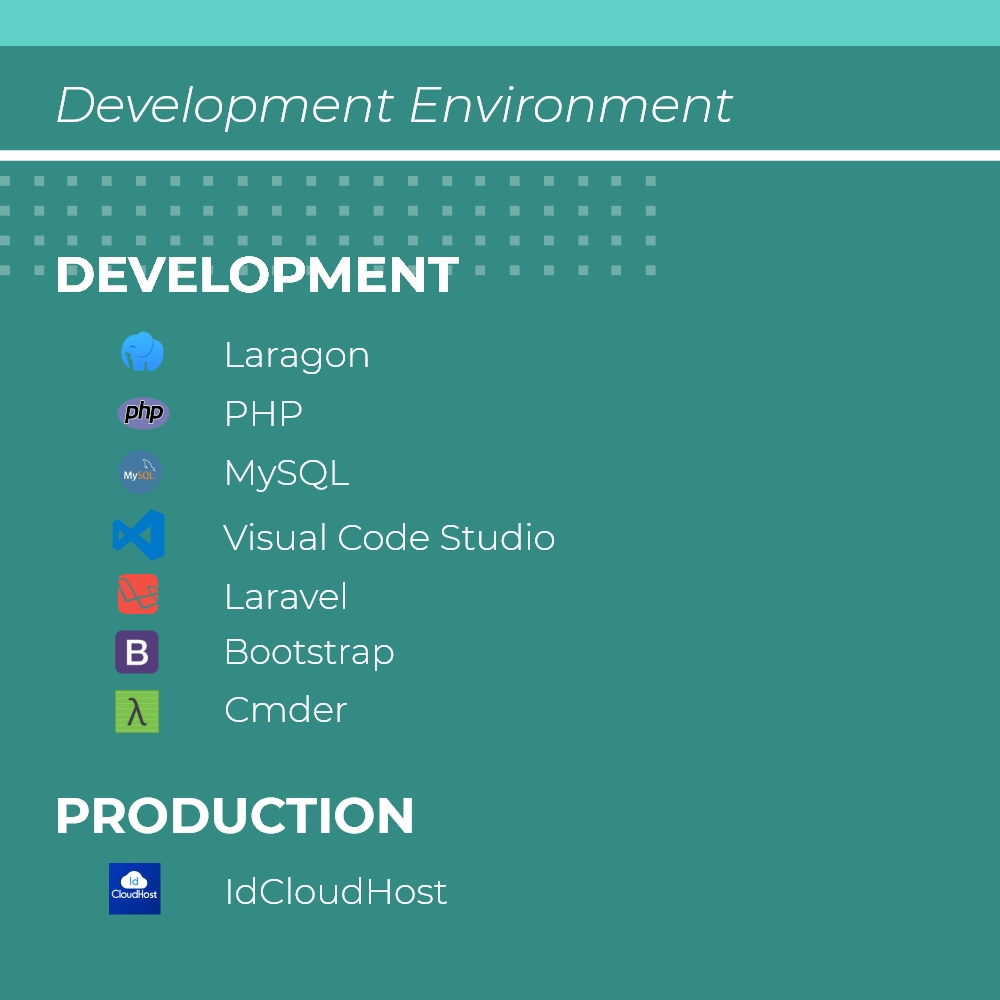 Development Environment
DEVELOPMENT
Laragon
php
PHP
MySQL
MySQL
Visual Code Studio
Laravel
B
Bootstrap
λ
Cmder
PRODUCTION
Id
CloudHost
IdCloudHost